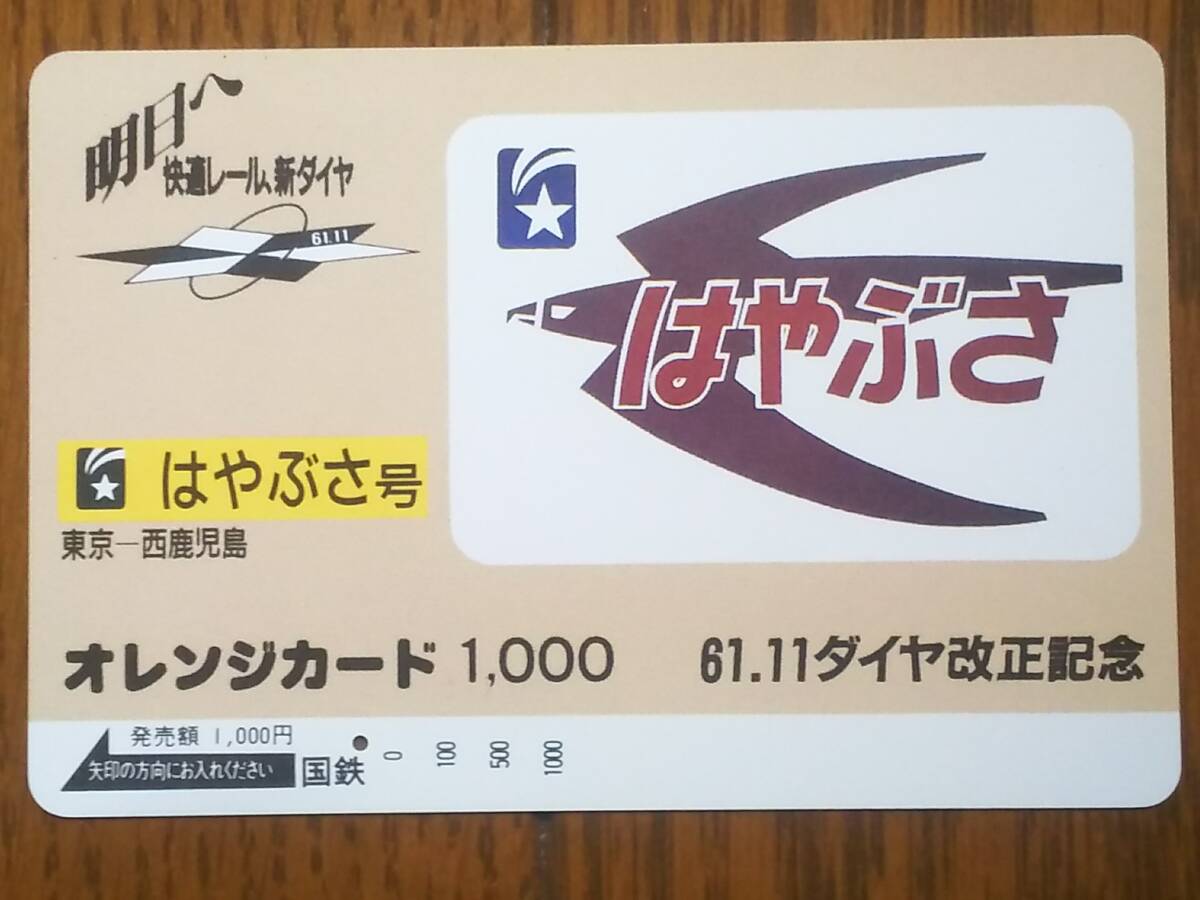 明日へ
快適レール、新ダイヤ
61.11
はやぶさ
はやぶさ号
東京―西鹿児島
オレンジカード 1,000
61.11ダイヤ改正記念
発売額 1,000円
矢印の方向にお入れください
国鉄
0 100 500 1000